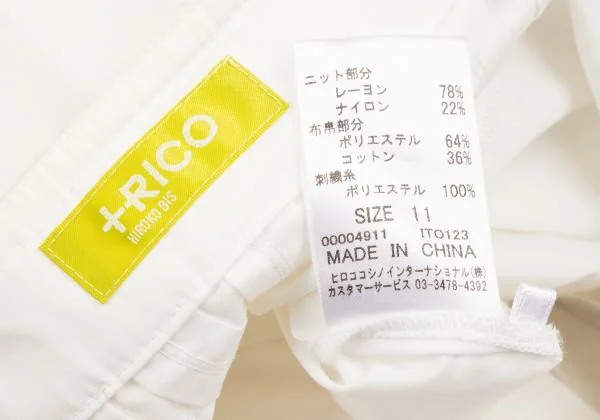 +RICO
HIROKO BIS
ニット部分
レーヨン 78%
ナイロン 22%
布帛部分
ポリエステル 64%
コットン 36%
刺繍糸
ポリエステル 100%
SIZE 11
00004911 ITO123
MADE IN CHINA
ヒロココシノインターナショナル(株)
カスタマーサービス 03-3478-4392